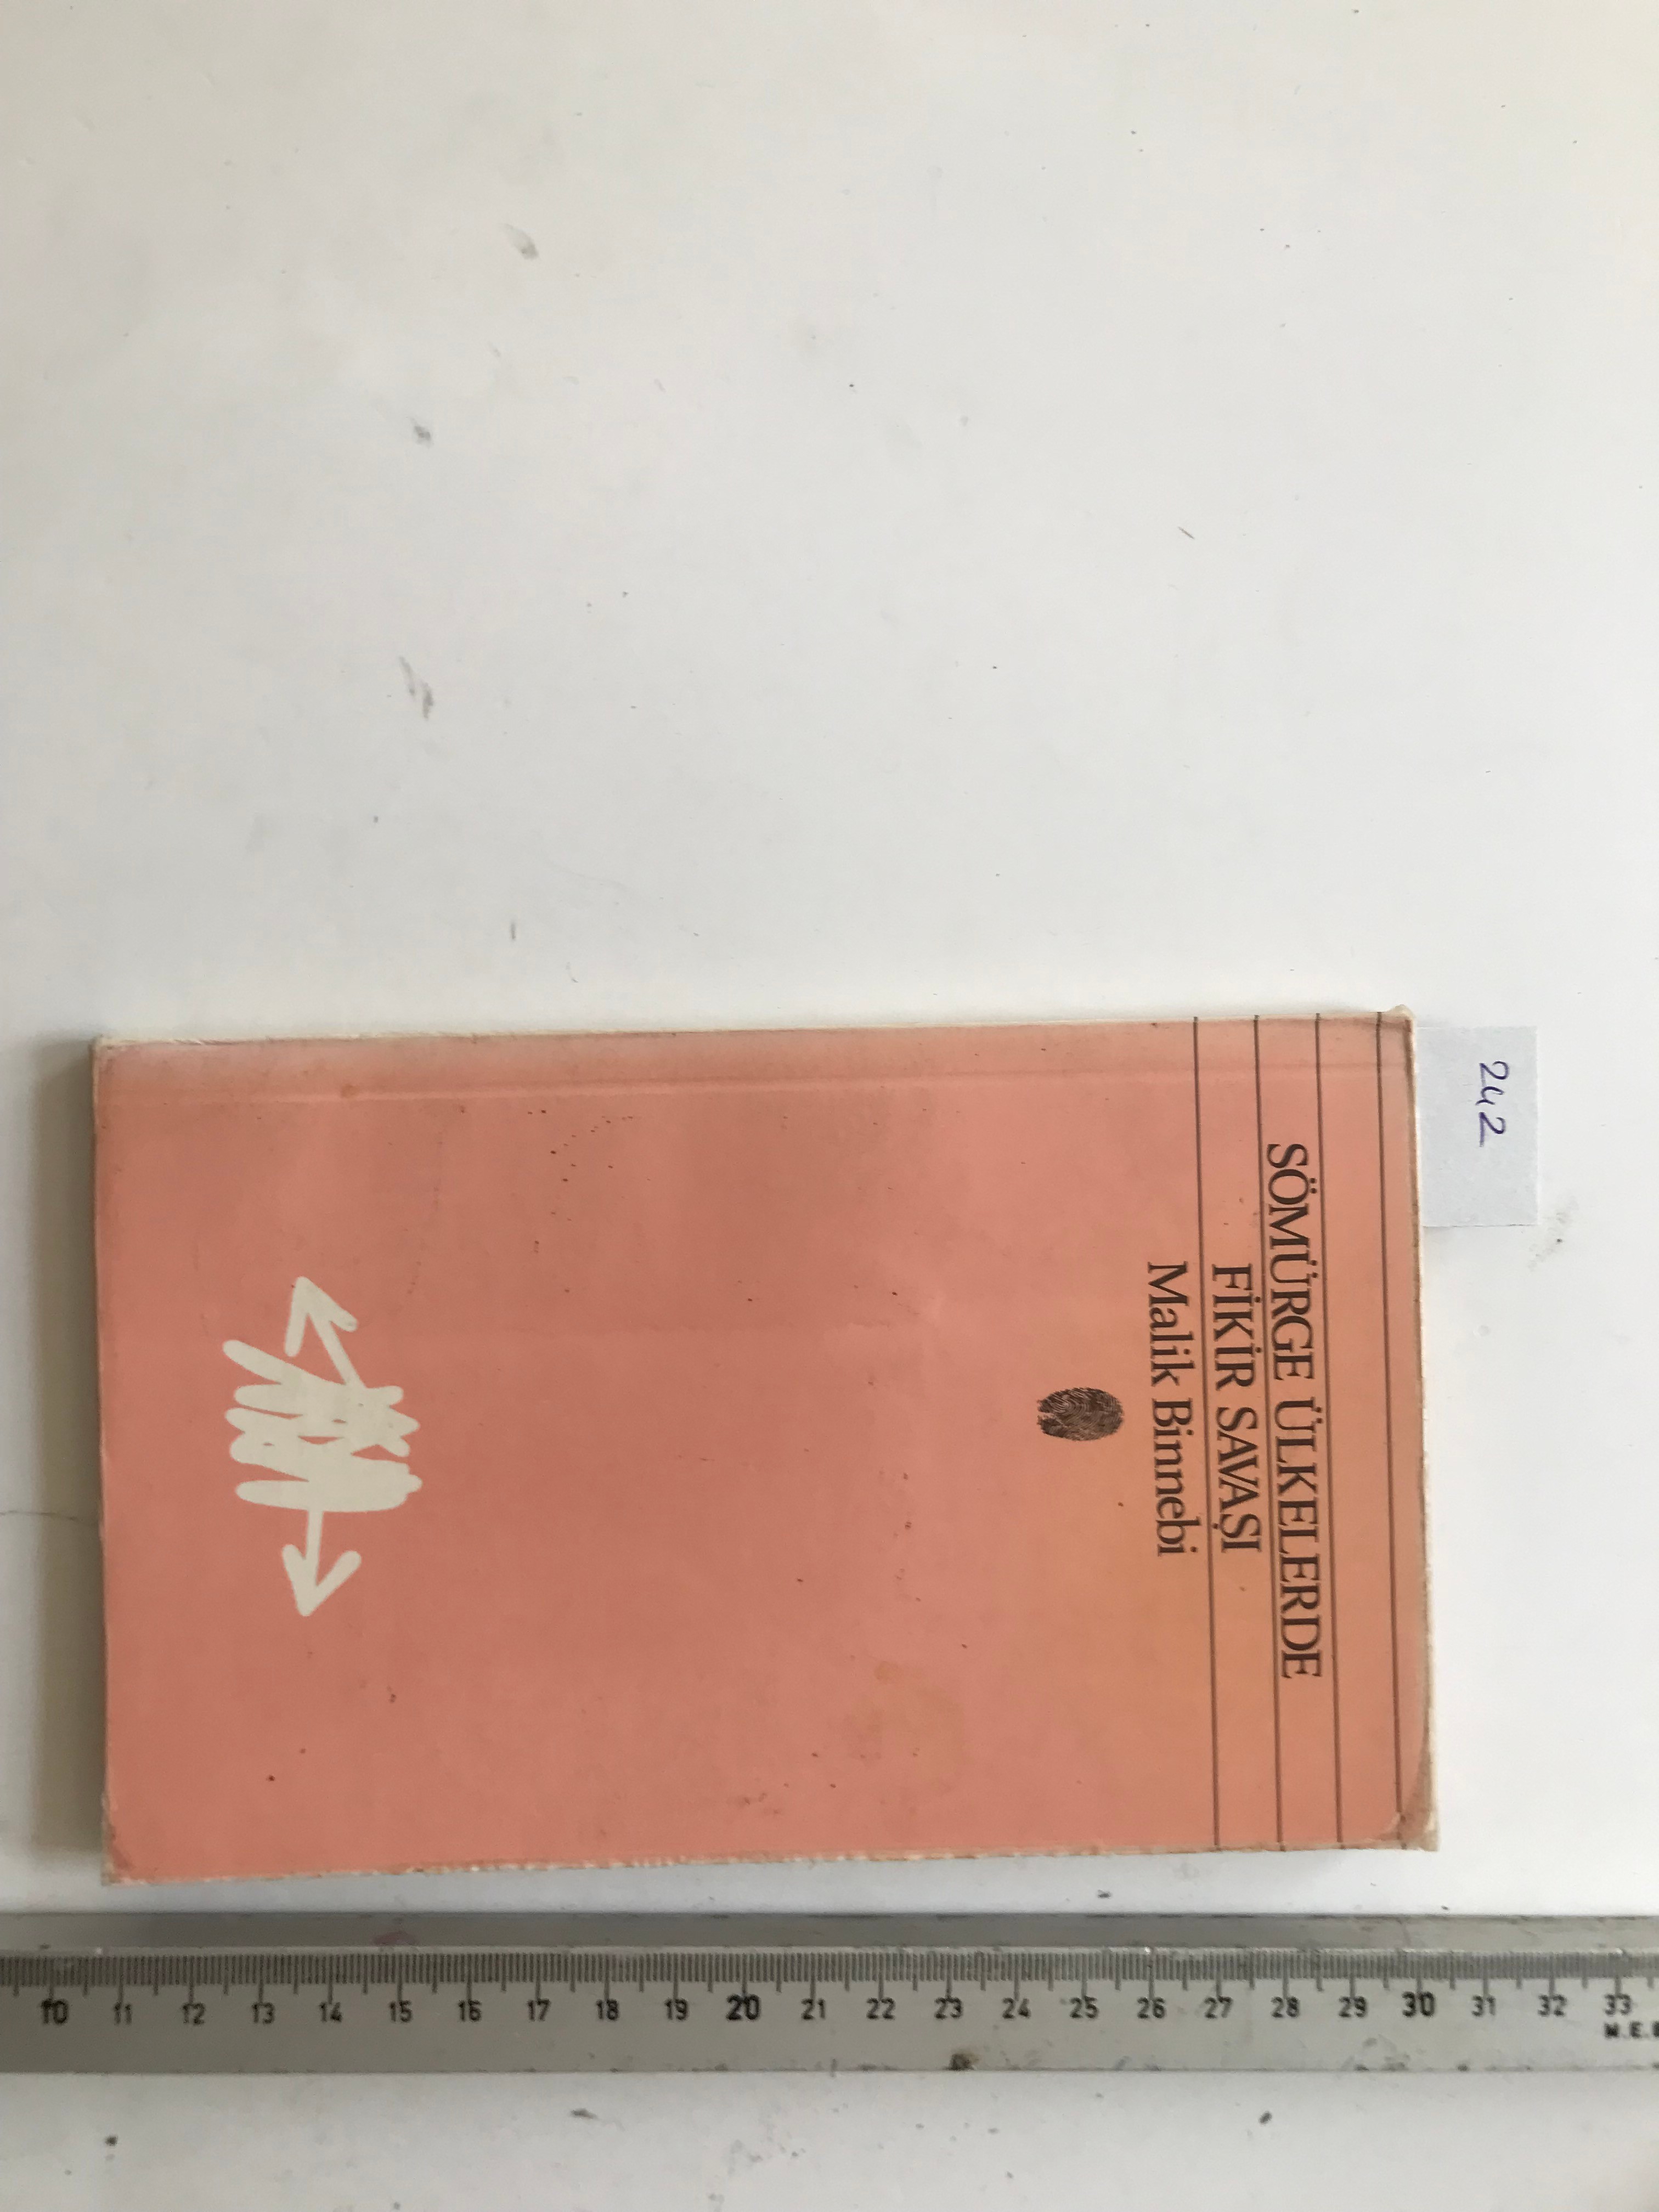 242
SÖMÜRGE ÜLKELERDE
FİKİR SAVAŞI
Malik Binnebi
10 11 12 13 14 15 16 17 18 19 20 21 22 23 24 25 26 27 28 29 30 31 32 33